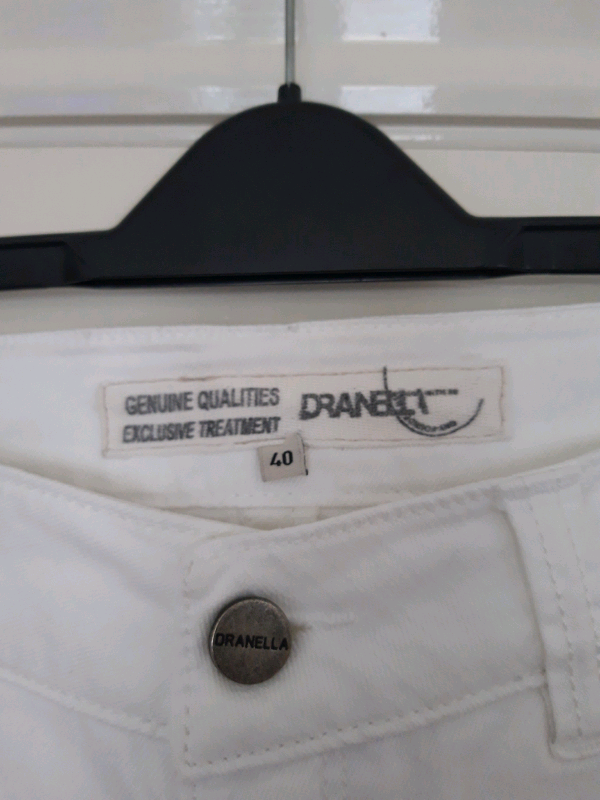 GENUINE QUALITIES
EXCLUSIVE TREATMENT
DRANELLA
40
DRANELLA